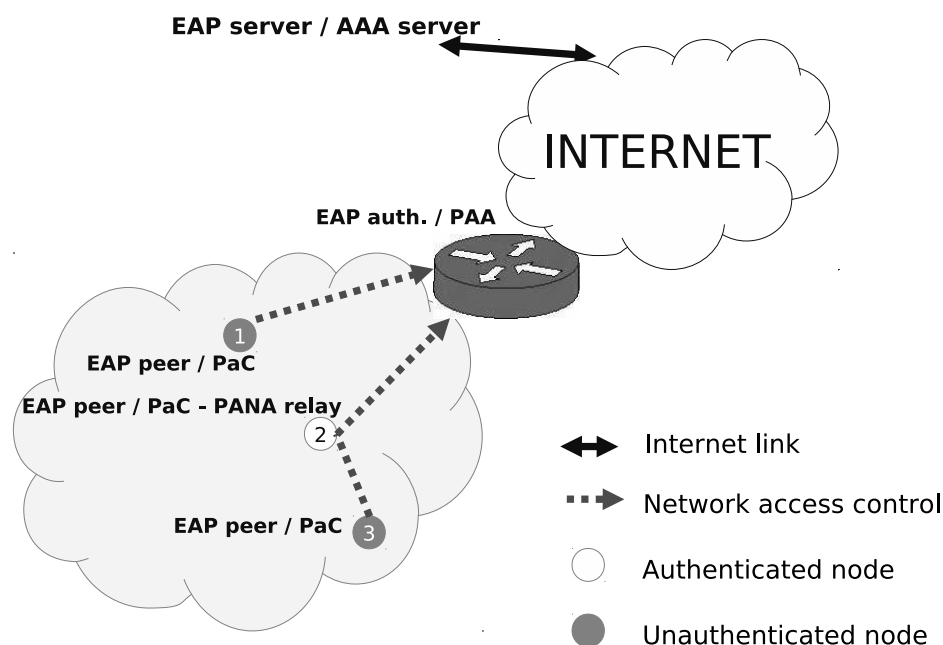 EAP server / AAA server
INTERNET
EAP auth. / PAA
1
EAP peer / PaC
EAP peer / PaC - PANA relay
2
EAP peer / PaC
3
Internet link
Network access control
Authenticated node
Unauthenticated node